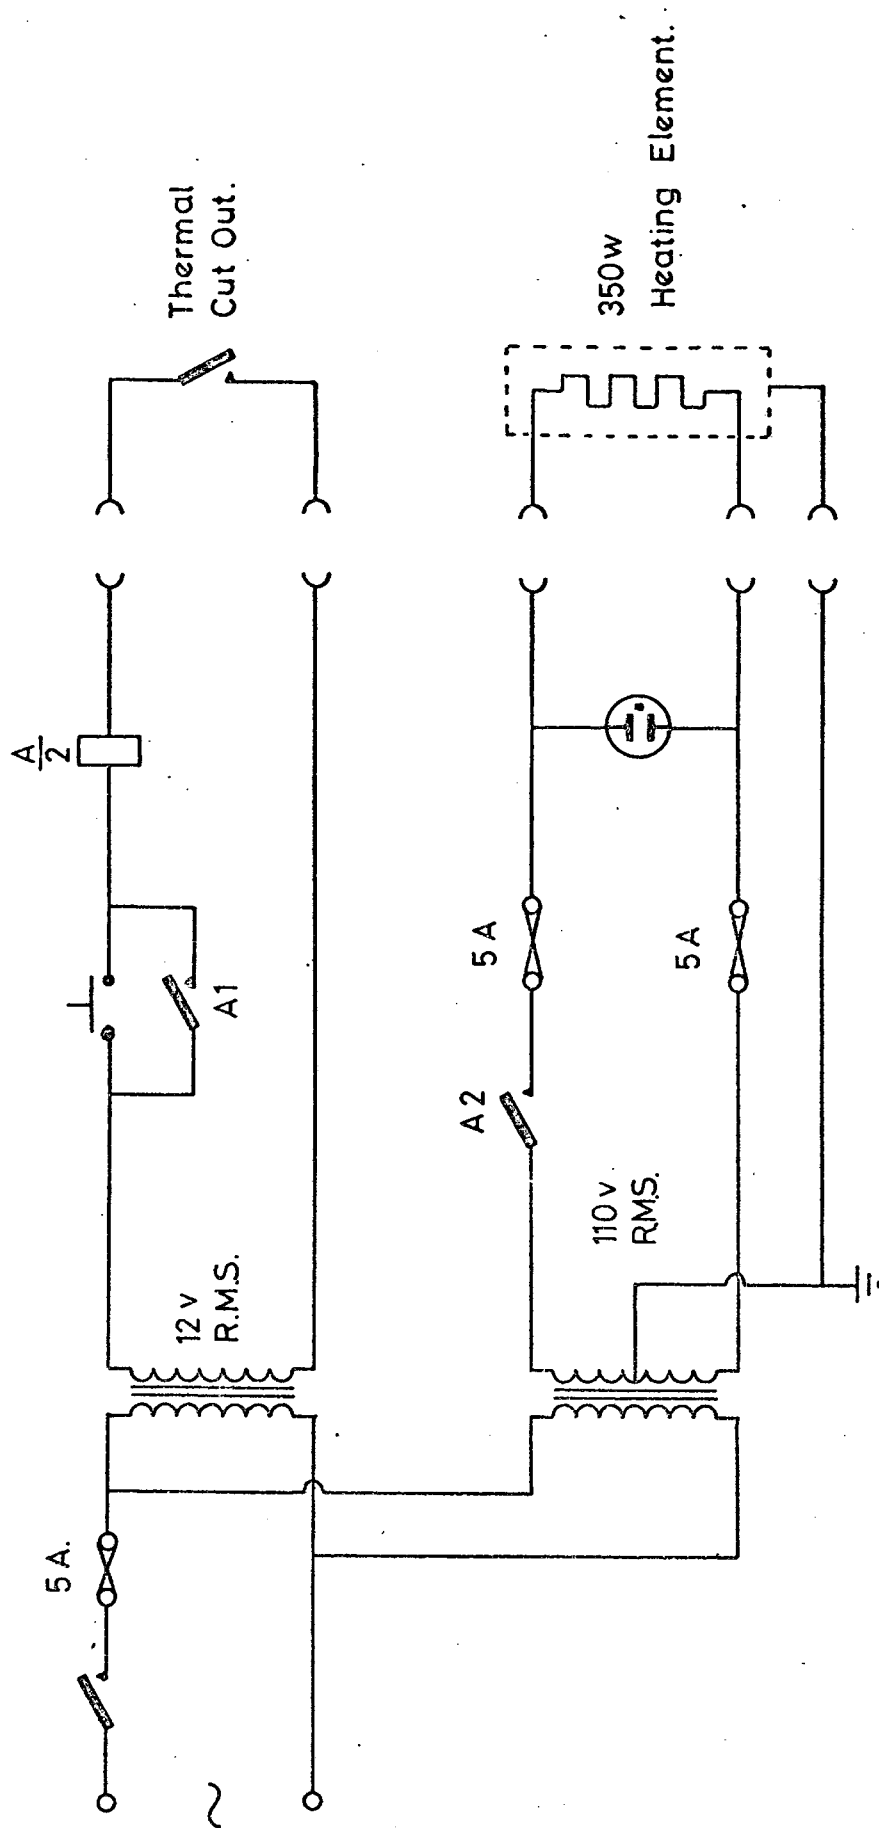 5 A.
12 v
R.M.S.
A1
A
2
Thermal
Cut Out.
110 v
R.M.S.
A 2
5 A
5 A
350w
Heating Element.